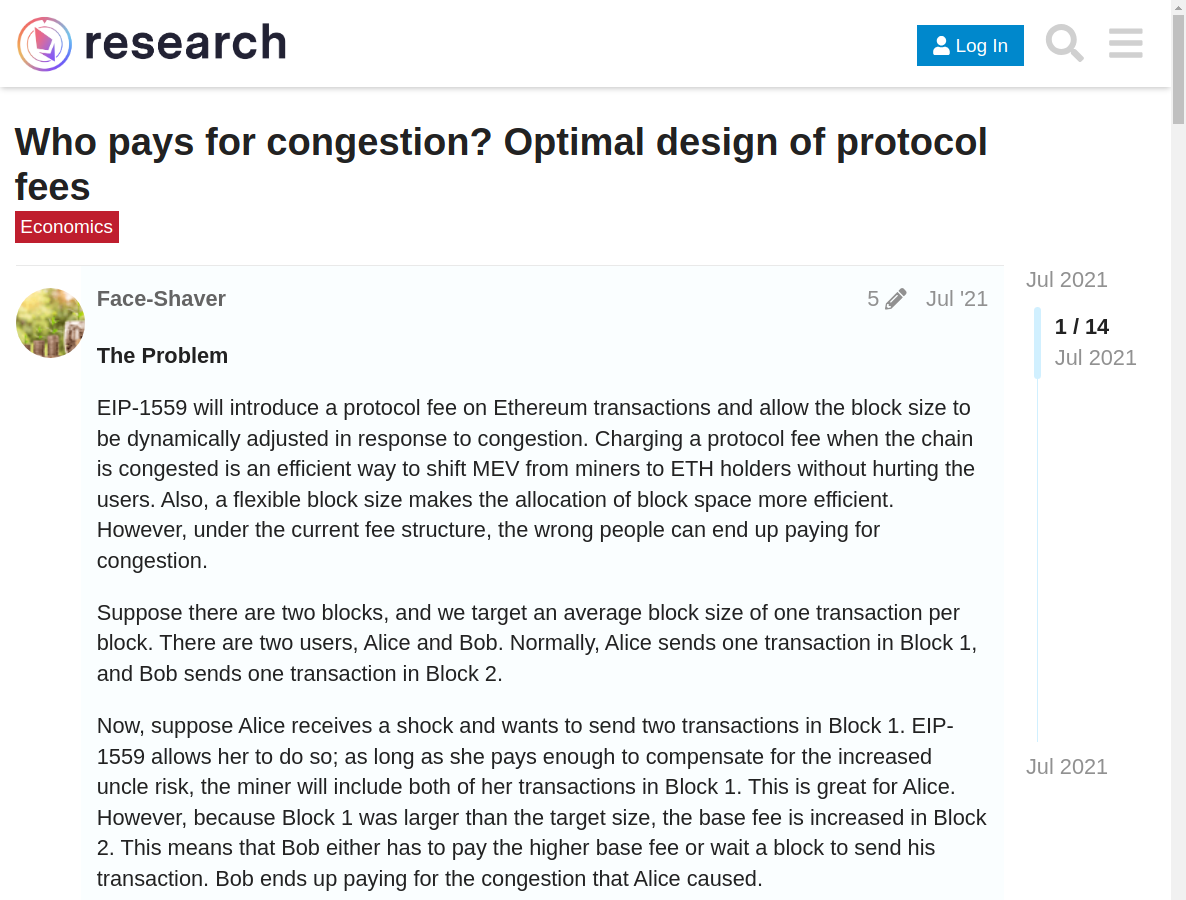 research
Log In
Who pays for congestion? Optimal design of protocol
fees
Economics
Jul 2021
Face-Shaver
5
Jul '21
1 / 14
Jul 2021
The Problem
EIP-1559 will introduce a protocol fee on Ethereum transactions and allow the block size to
be dynamically adjusted in response to congestion. Charging a protocol fee when the chain
is congested is an efficient way to shift MEV from miners to ETH holders without hurting the
users. Also, a flexible block size makes the allocation of block space more efficient.
However, under the current fee structure, the wrong people can end up paying for
congestion.
Suppose there are two blocks, and we target an average block size of one transaction per
block. There are two users, Alice and Bob. Normally, Alice sends one transaction in Block 1,
and Bob sends one transaction in Block 2.
Now, suppose Alice receives a shock and wants to send two transactions in Block 1. EIP-
1559 allows her to do so; as long as she pays enough to compensate for the increased
uncle risk, the miner will include both of her transactions in Block 1. This is great for Alice.
However, because Block 1 was larger than the target size, the base fee is increased in Block
2. This means that Bob either has to pay the higher base fee or wait a block to send his
transaction. Bob ends up paying for the congestion that Alice caused.
Jul 2021